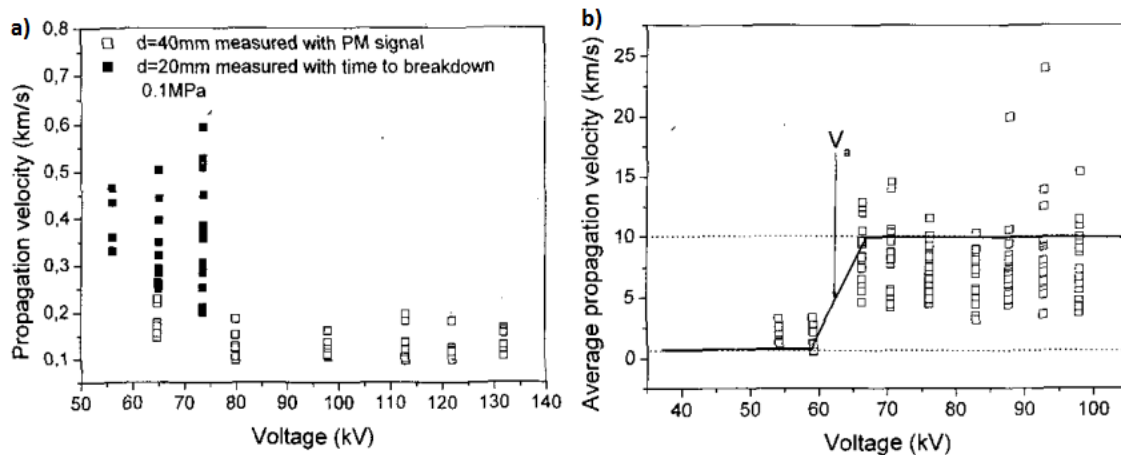 a)
0,8
0,7
0,6
0,5
0,4
0,3
0,2
0,1
Propagation velocity (km/s)
d=40mm measured with PM signal
d=20mm measured with time to breakdown
0.1MPa
50 60 70 80 90 100 110 120 130 140
Voltage (kV)
b)
25
20
15
10
5
0
Average propagation velocity (km/s)
Va
40 50 60 70 80 90 100
Voltage (kV)